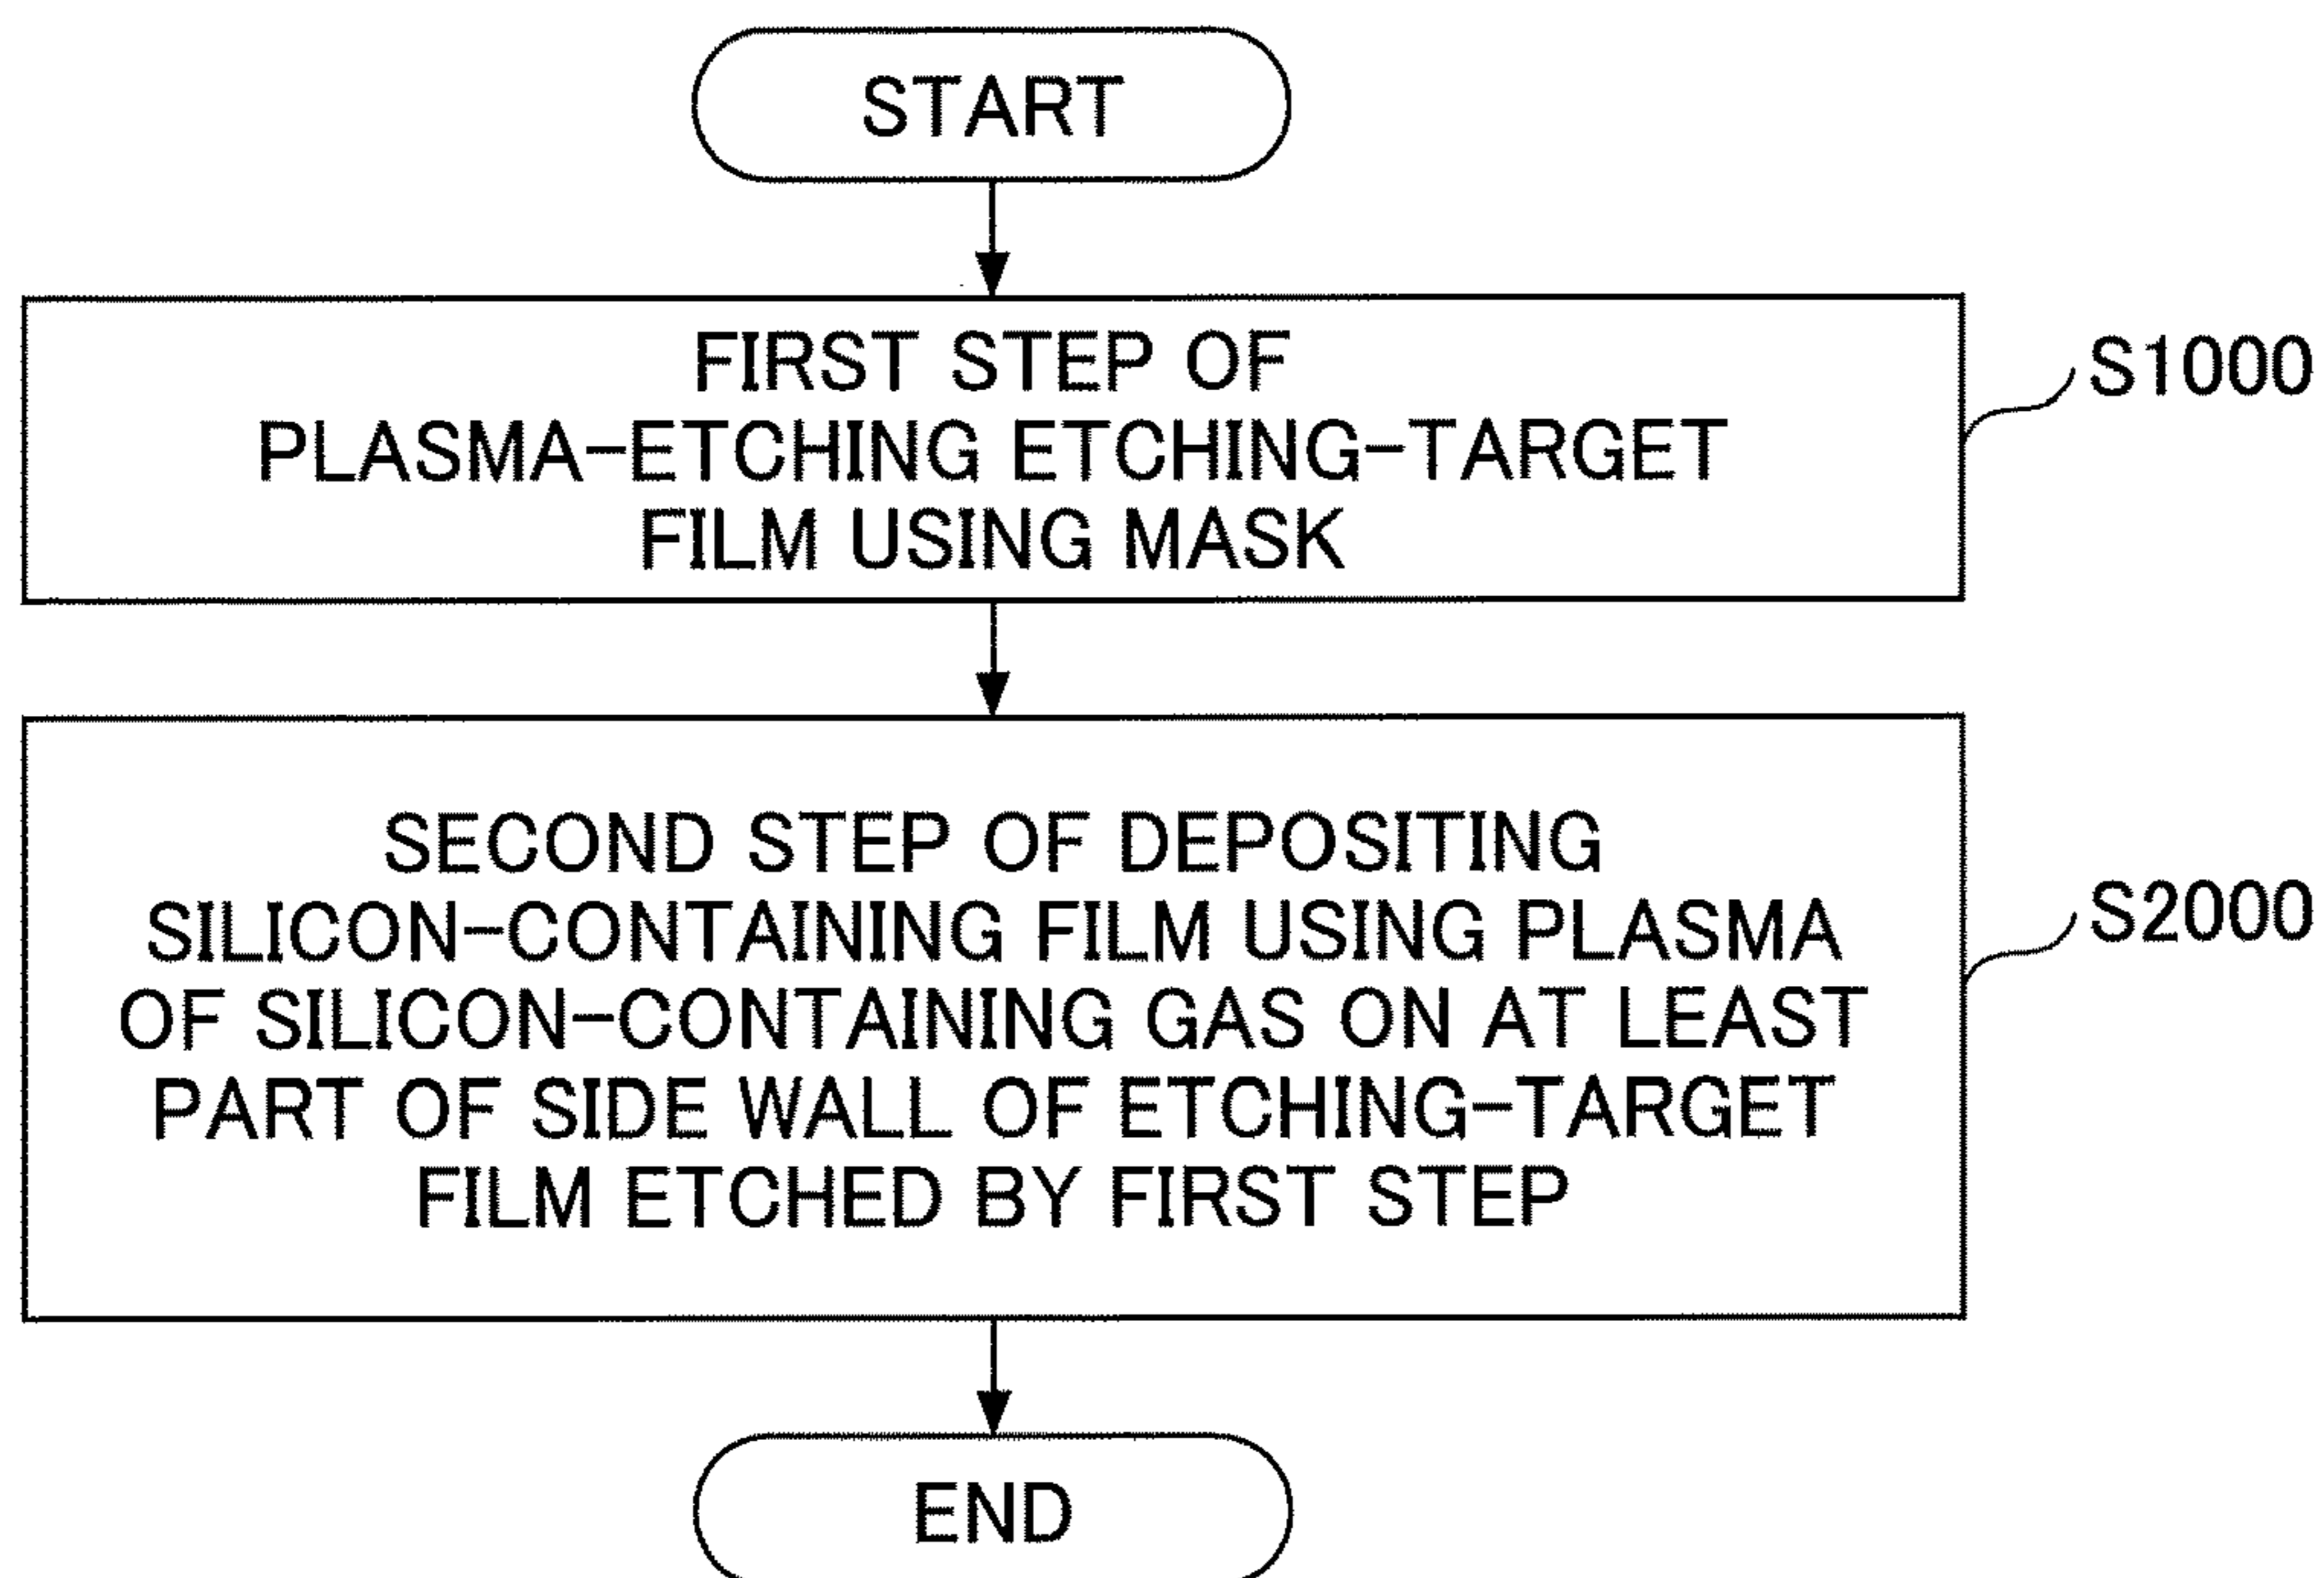 START
FIRST STEP OF
PLASMA-ETCHING ETCHING-TARGET
FILM USING MASK
S1000
SECOND STEP OF DEPOSITING
SILICON-CONTAINING FILM USING PLASMA
OF SILICON-CONTAINING GAS ON AT LEAST
PART OF SIDE WALL OF ETCHING-TARGET
FILM ETCHED BY FIRST STEP
S2000
END